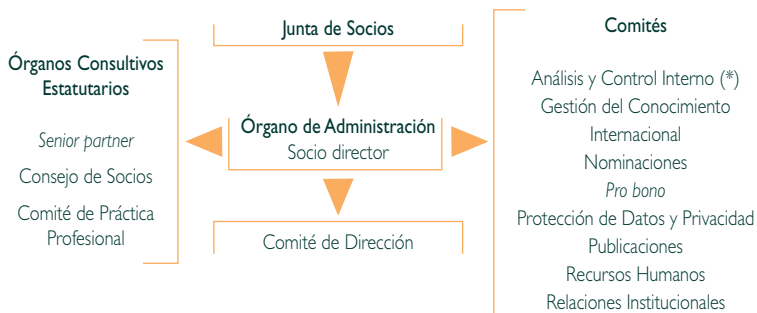 Órganos Consultivos
Estatutarios
Senior partner
Consejo de Socios
Comité de Práctica
Profesional
Junta de Socios
Órgano de Administración
Socio director
Comité de Dirección
Comités
Análisis y Control Interno (*)
Gestión del Conocimiento
Internacional
Nominaciones
Pro bono
Protección de Datos y Privacidad
Publicaciones
Recursos Humanos
Relaciones Institucionales